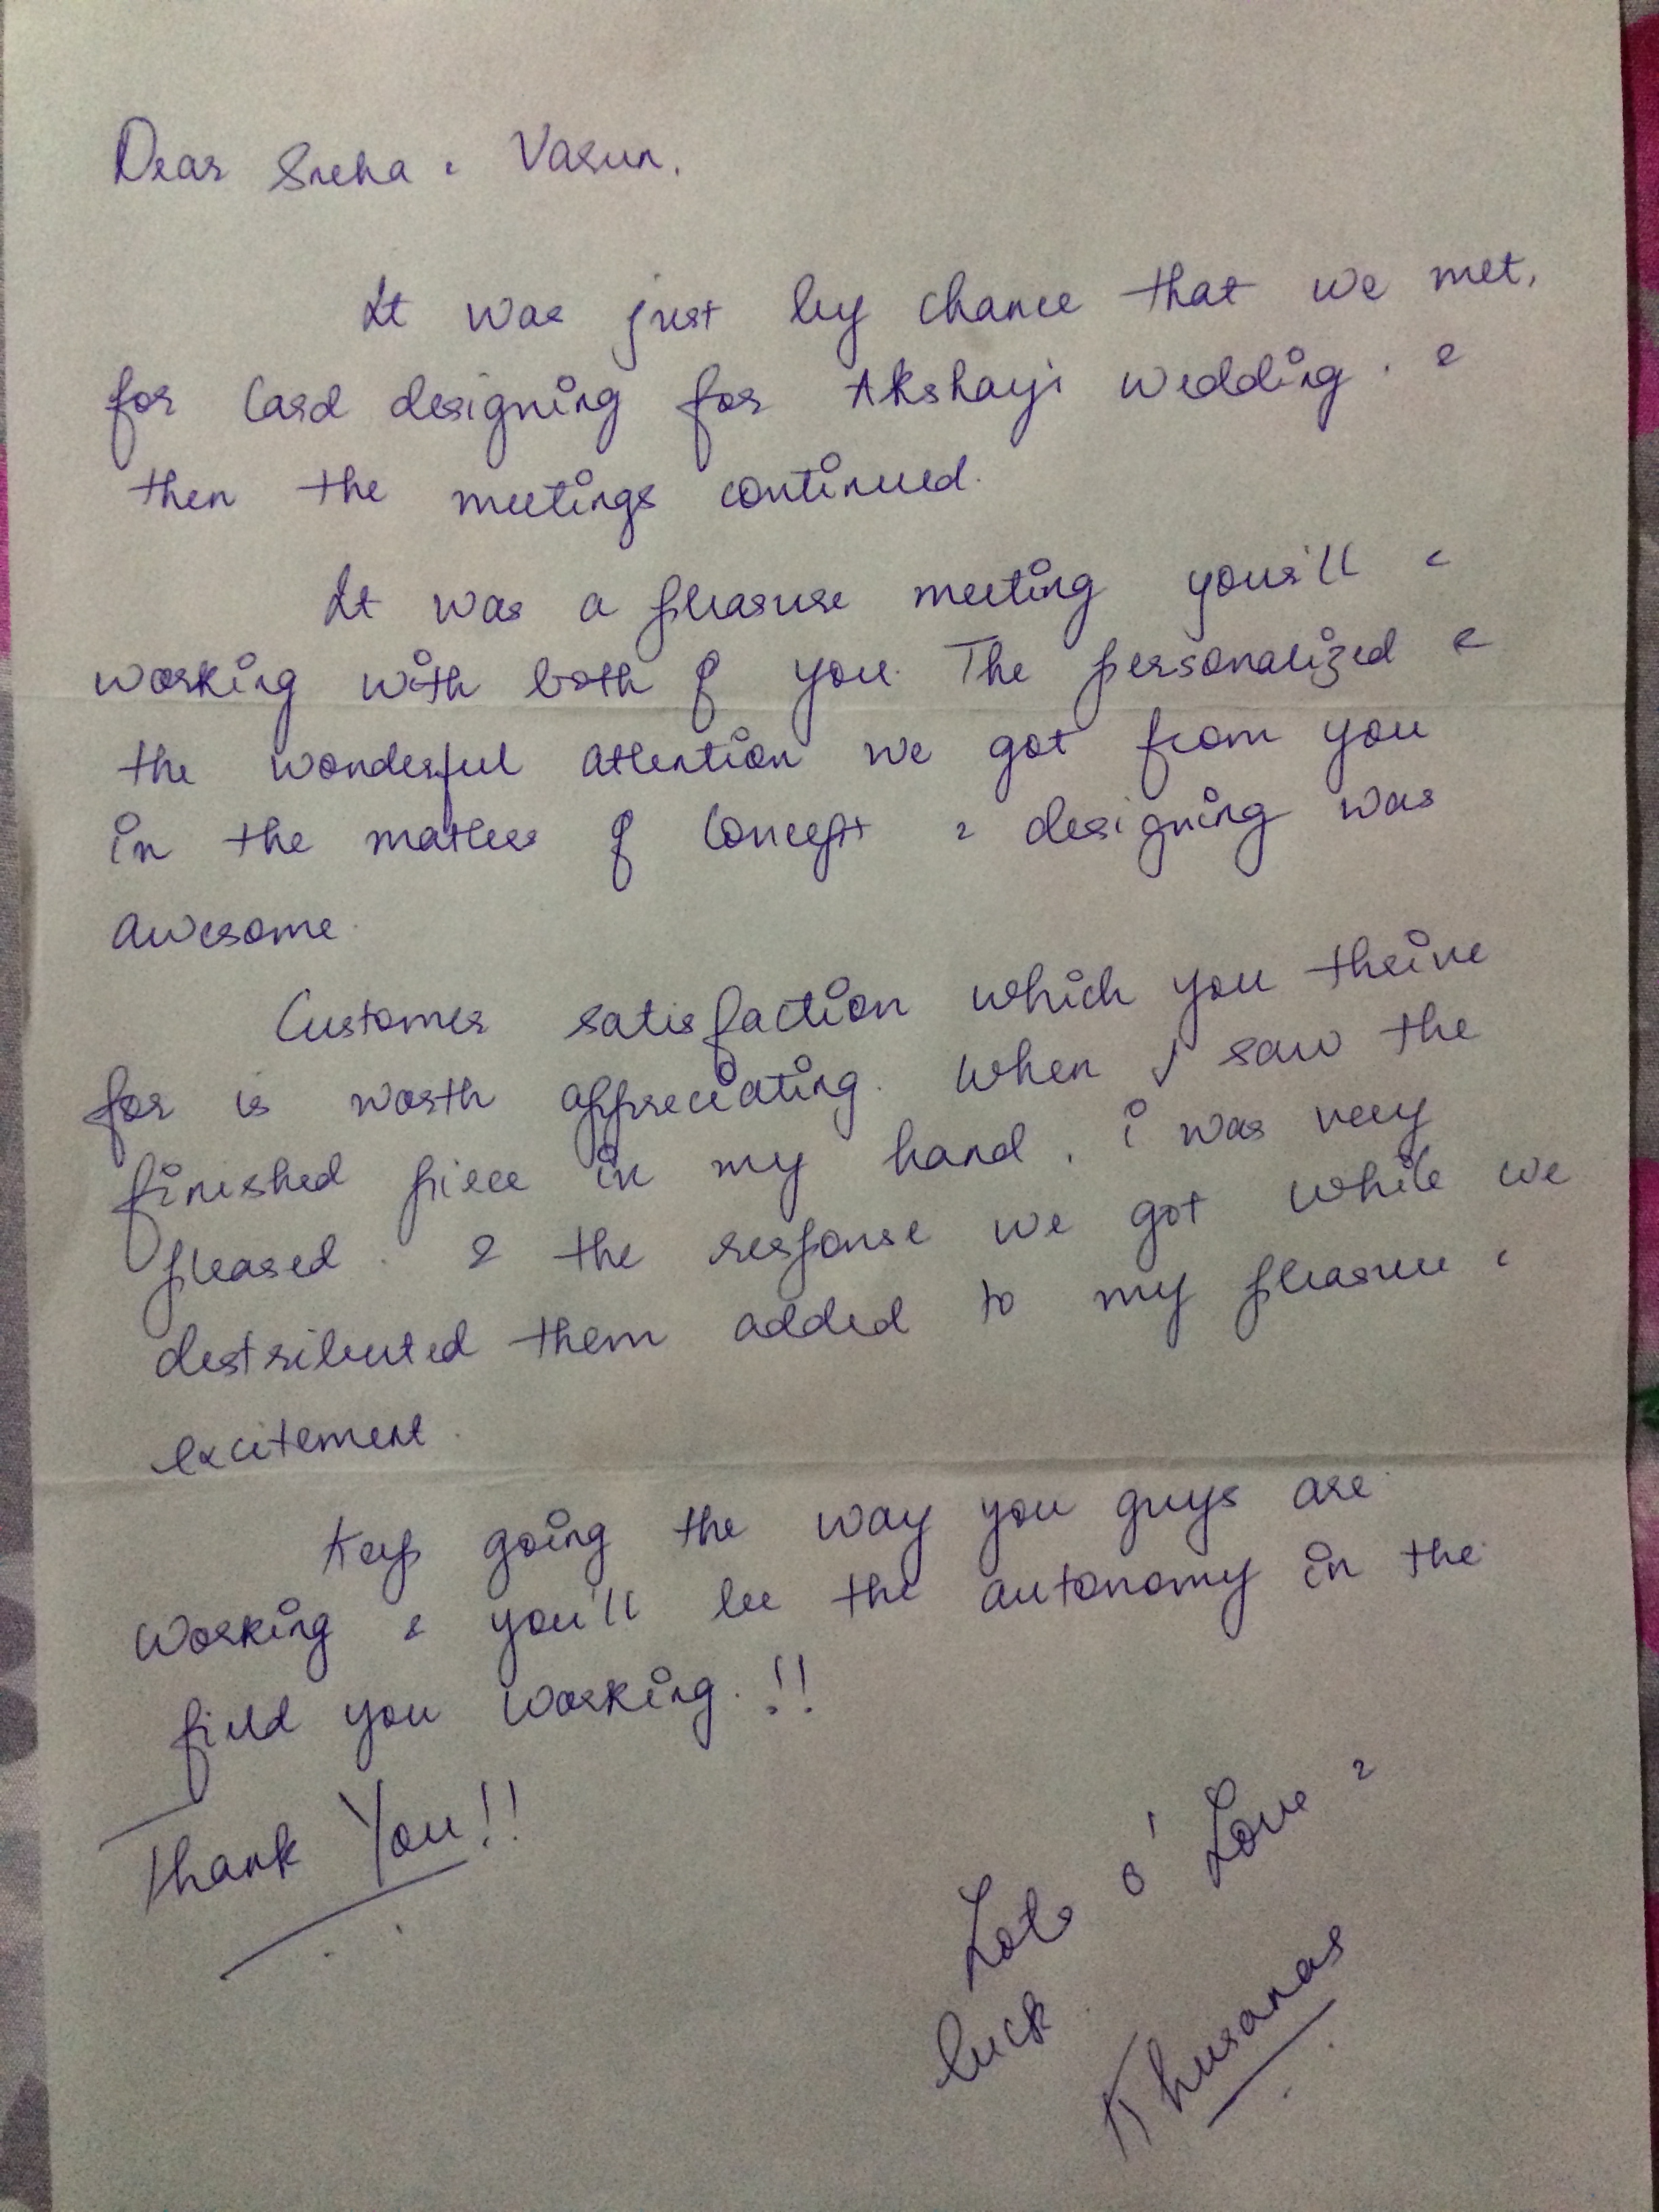 Dear Sneha & Varun,
It was just by chance that we met,
for Card designing for Akshay's wedding. &
then the meetings continued.
It was a pleasure meeting your'll &
working with both of you. The personalized &
the wonderful attention we got from you
in the matters of Concept & designing was
awesome.
Customer satisfaction which you thrive
for is worth appreciating. When I saw the
finished piece in my hand, i was very
pleased. & the response we got while we
destributed them added to my pleasure &
excitement.
Keep going the way you guys are
working & you'll be the autonomy in the
field you working.!!
Thank You!!
Lots o' Love &
luck.
Khuranas